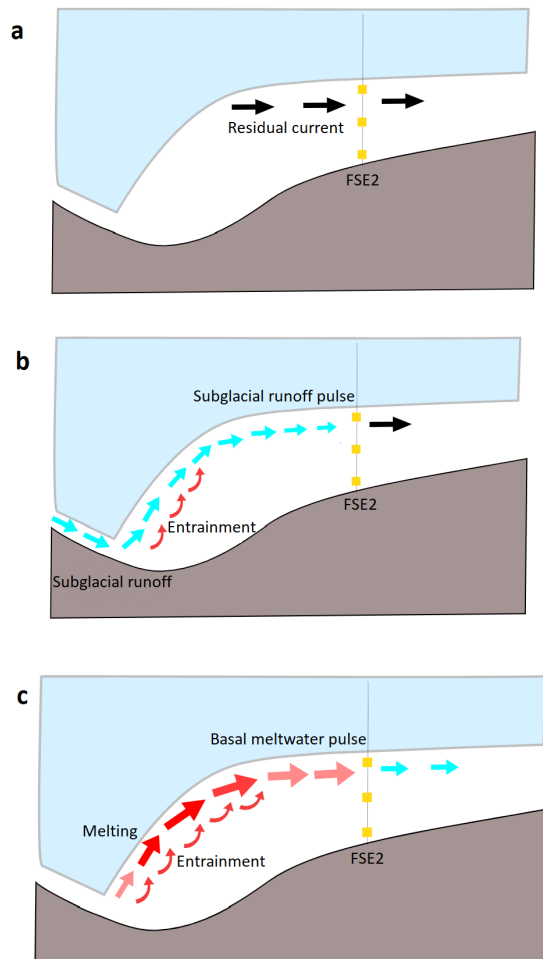 a
Residual current
FSE2
b
Subglacial runoff pulse
Entrainment
FSE2
Subglacial runoff
c
Basal meltwater pulse
Melting
Entrainment
FSE2